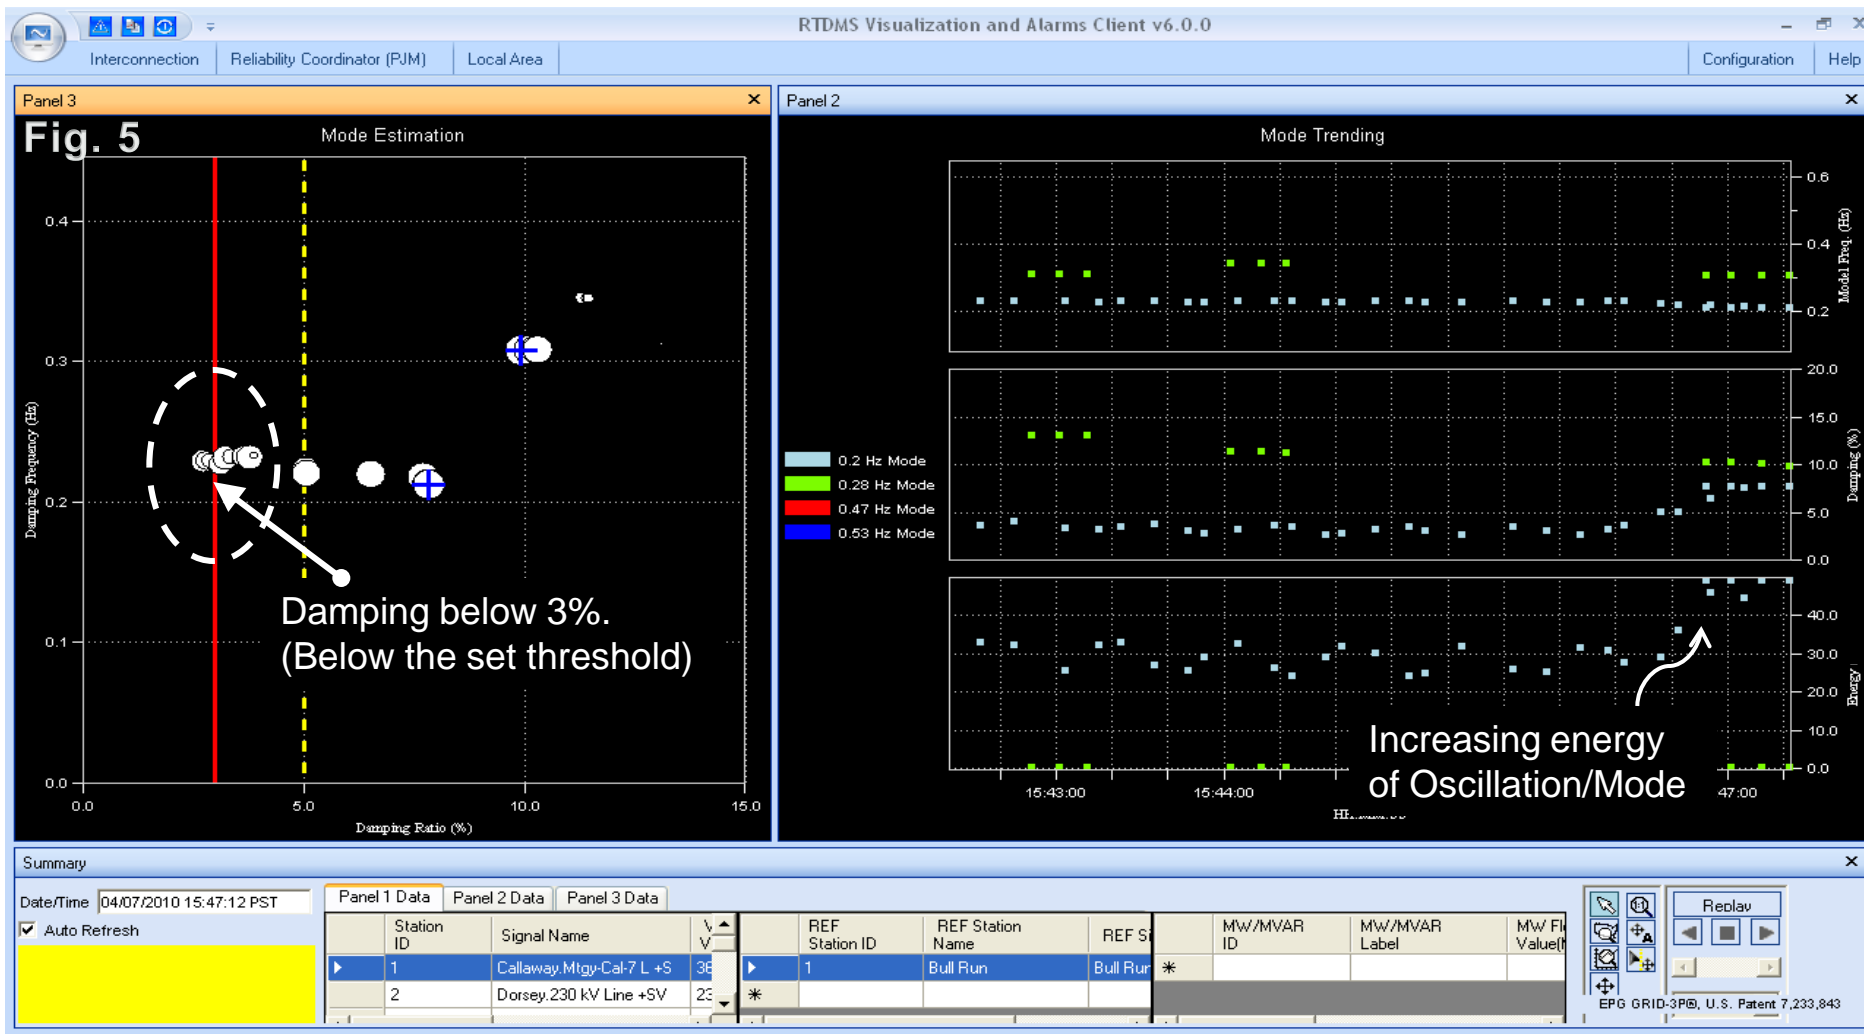 RTDMS Visualization and Alarms Client v6.0.0
Interconnection
Reliability Coordinator (PJM)
Local Area
Configuration
Help
Panel 3
Fig. 5
Mode Estimation
0.4
0.3
0.2
0.1
0.0
Damping Frequency (Hz)
0.0
5.0
10.0
15.0
Damping Ratio (%)
Damping below 3%.
(Below the set threshold)
Panel 2
Mode Trending
0.2 Hz Mode
0.28 Hz Mode
0.47 Hz Mode
0.53 Hz Mode
0.6
0.4
0.2
Model Freq. (Hz)
20.0
15.0
10.0
5.0
0.0
Damping (%)
40.0
30.0
20.0
10.0
0.0
Energy
Increasing energy
of Oscillation/Mode
15:43:00
15:44:00
47:00
Summary
Date/Time
04/07/2010 15:47:12 PST
Auto Refresh
Panel 1 Data
Panel 2 Data
Panel 3 Data
Station ID
Signal Name
1
Callaway.Mtgy-Cal-7 L +S
36
2
Dorsey.230 kV Line +SV
23
REF Station ID
REF Station Name
REF Si
1
Bull Run
Bull Run
MW/MVAR ID
MW/MVAR Label
MW Fl
Value(
Replay
EPG GRID-3P®, U.S. Patent 7,233,843